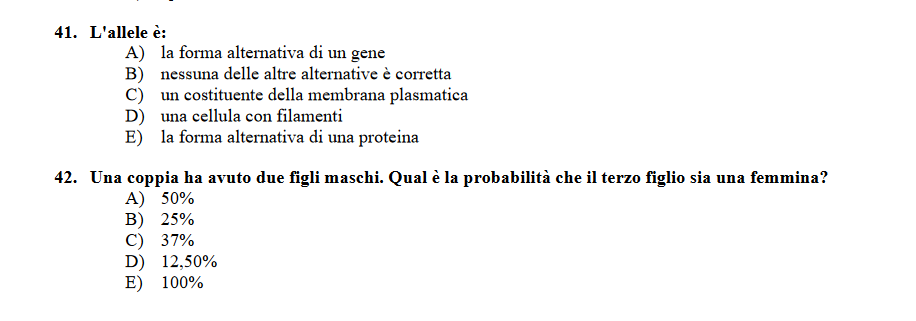 41. L'allele è:
A) la forma alternativa di un gene
B) nessuna delle altre alternative è corretta
C) un costituente della membrana plasmatica
D) una cellula con filamenti
E) la forma alternativa di una proteina
42. Una coppia ha avuto due figli maschi. Qual è la probabilità che il terzo figlio sia una femmina?
A) 50%
B) 25%
C) 37%
D) 12,50%
E) 100%